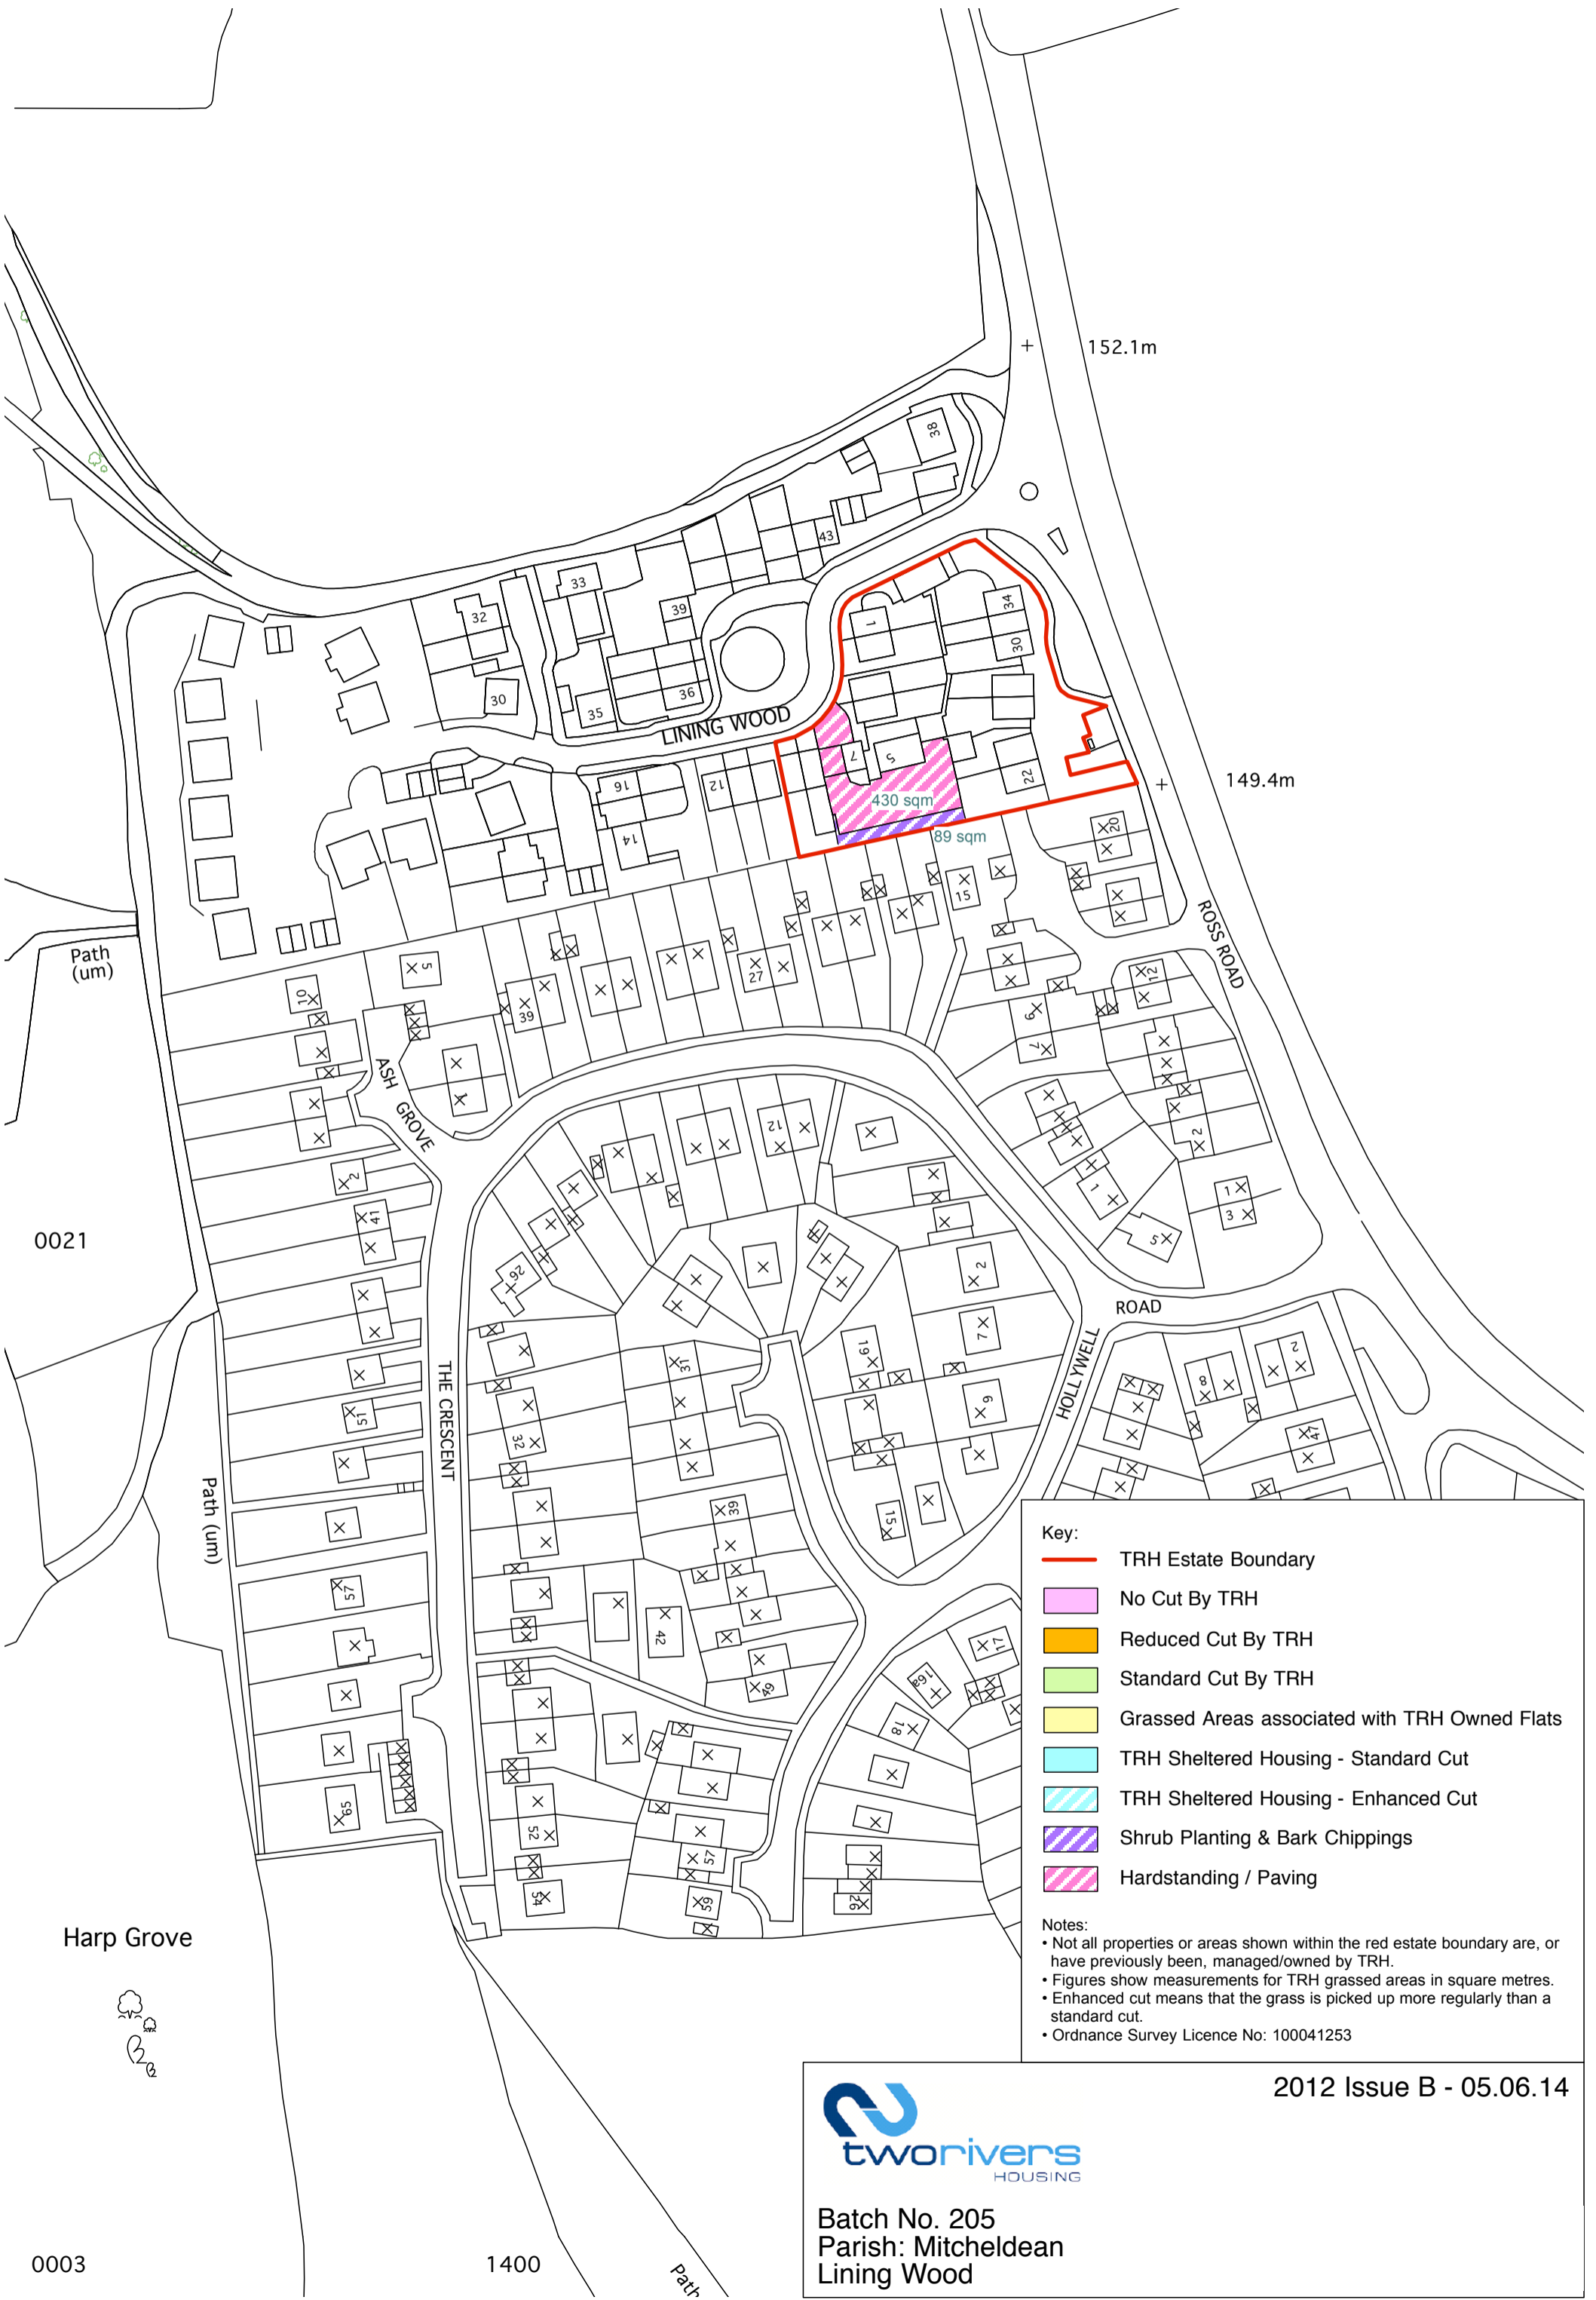 152.1m
38
43
33
32
39
34
1
30
30
36
35
LINING WOOD
7
5
22
16
12
149.4m
430 sqm
14
89 sqm
20
15
ROSS ROAD
Path
(um)
5
27
12
10
39
6
7
ASH GROVE
1
12
2
2
1
1
3
41
5
0021
26
2
ROAD
7
19
31
2
HOLLYWELL
8
THE CRESCENT
9
51
32
47
39
15
Path (um)
57
42
17
16a
49
18
65
52
57
54
59
26
Key:
TRH Estate Boundary
No Cut By TRH
Reduced Cut By TRH
Standard Cut By TRH
Grassed Areas associated with TRH Owned Flats
TRH Sheltered Housing - Standard Cut
TRH Sheltered Housing - Enhanced Cut
Shrub Planting & Bark Chippings
Hardstanding / Paving
Notes:
• Not all properties or areas shown within the red estate boundary are, or
have previously been, managed/owned by TRH.
• Figures show measurements for TRH grassed areas in square metres.
• Enhanced cut means that the grass is picked up more regularly than a
standard cut.
• Ordnance Survey Licence No: 100041253
Harp Grove
2012 Issue B - 05.06.14
tworivers
HOUSING
Batch No. 205
Parish: Mitcheldean
Lining Wood
0003
1400
Path